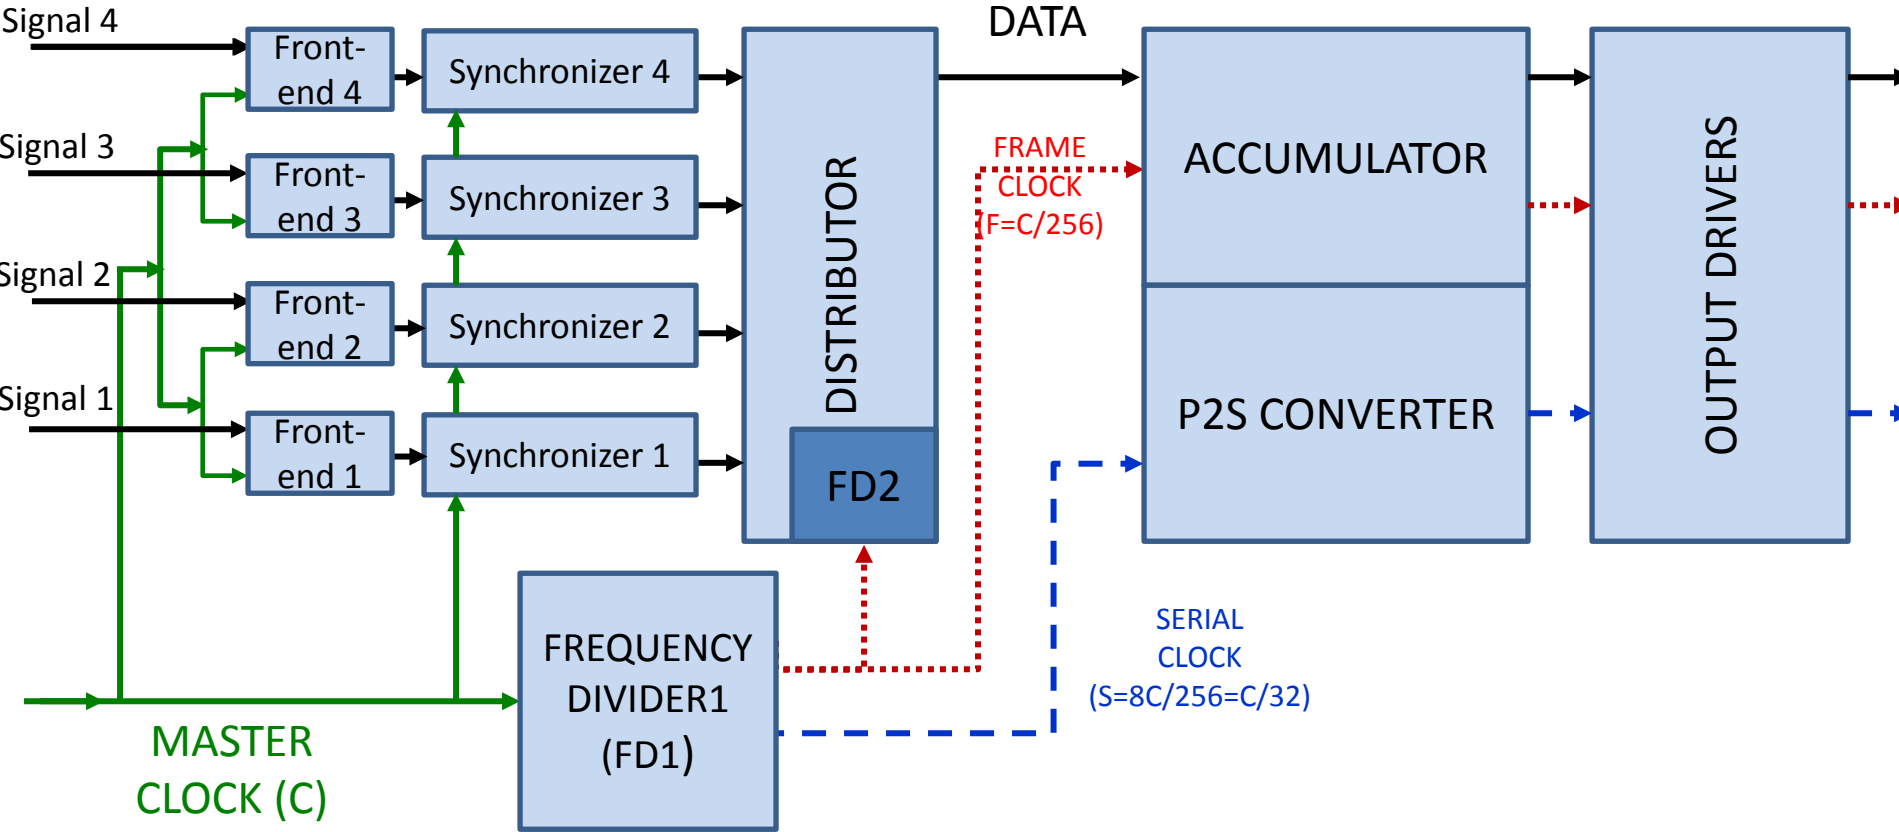 Signal 4
Front-
end 4
Synchronizer 4
DATA
Signal 3
Front-
end 3
Synchronizer 3
Signal 2
Front-
end 2
Synchronizer 2
Signal 1
Front-
end 1
Synchronizer 1
DISTRIBUTOR
FD2
FRAME
CLOCK
(F=C/256)
ACCUMULATOR
P2S CONVERTER
OUTPUT DRIVERS
FREQUENCY
DIVIDER1
(FD1)
SERIAL
CLOCK
(S=8C/256=C/32)
MASTER
CLOCK (C)